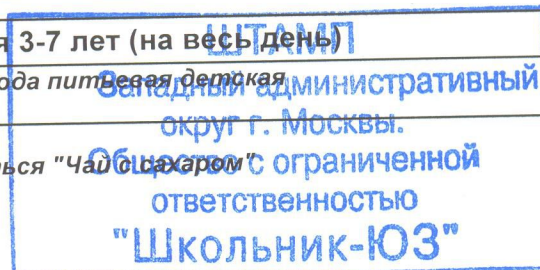 ШТАМП
я 3-7 лет (на весь день)
ода питьевая детская
Западный административный
округ г. Москвы.
ться "Чай с сахаром"
Общество с ограниченной
ответственностью
"Школьник-ЮЗ"